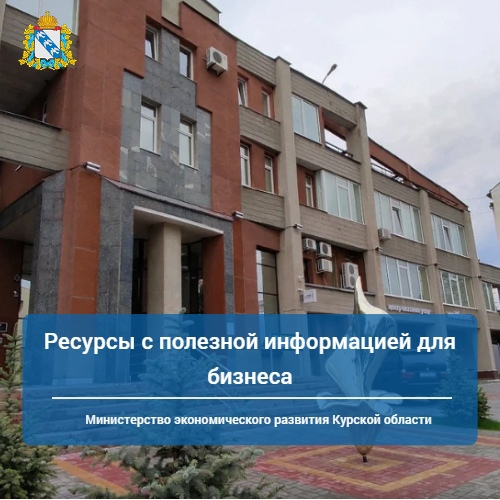 Ресурсы с полезной информацией для
бизнеса
Министерство экономического развития Курской области